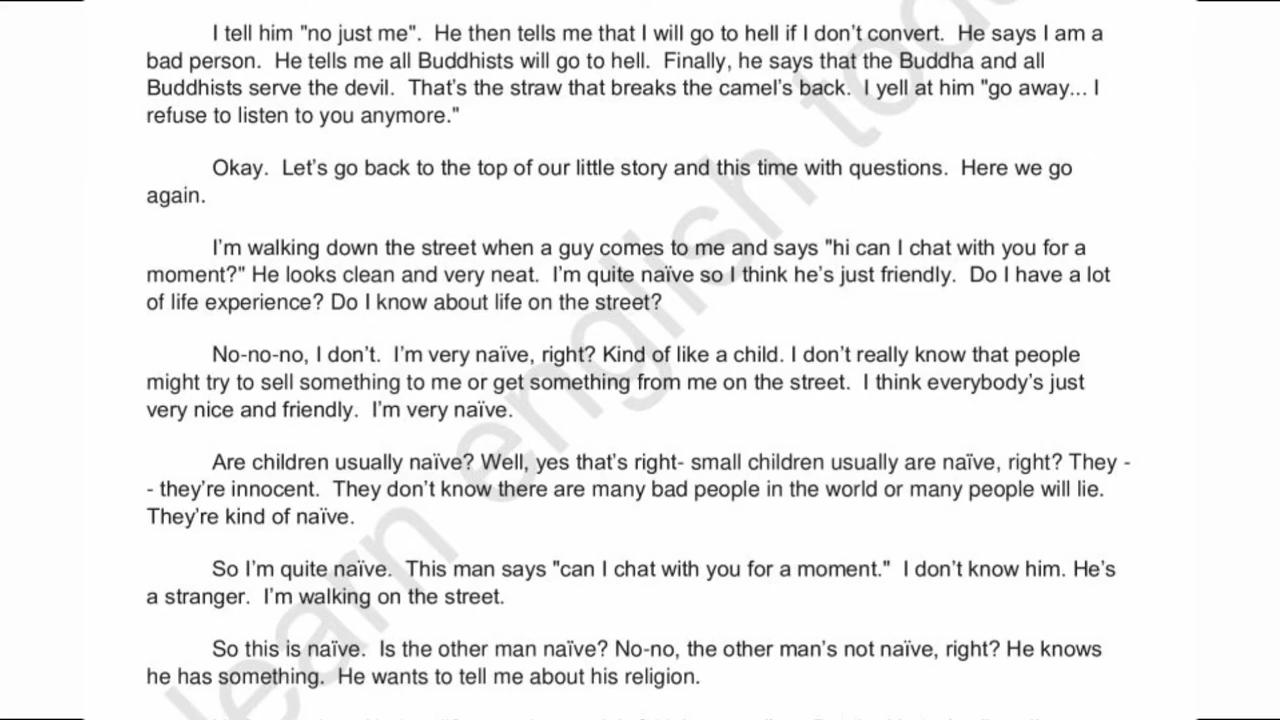 I tell him "no just me".  He then tells me that I will go to hell if I don't convert.  He says I am a
bad person.  He tells me all Buddhists will go to hell.  Finally, he says that the Buddha and all
Buddhists serve the devil.  That's the straw that breaks the camel's back.  I yell at him "go away... I
refuse to listen to you anymore."
Okay.  Let's go back to the top of our little story and this time with questions.  Here we go
again.
I'm walking down the street when a guy comes to me and says "hi can I chat with you for a
moment?" He looks clean and very neat.  I'm quite naïve so I think he's just friendly.  Do I have a lot
of life experience? Do I know about life on the street?
No-no-no, I don't.  I'm very naïve, right? Kind of like a child. I don't really know that people
might try to sell something to me or get something from me on the street.  I think everybody's just
very nice and friendly.  I'm very naïve.
Are children usually naïve? Well, yes that's right- small children usually are naïve, right? They -
- they're innocent.  They don't know there are many bad people in the world or many people will lie.
They're kind of naïve.
So I'm quite naïve.  This man says "can I chat with you for a moment."  I don't know him. He's
a stranger.  I'm walking on the street.
So this is naïve.  Is the other man naïve? No-no, the other man's not naïve, right? He knows
he has something.  He wants to tell me about his religion.
learn english toda